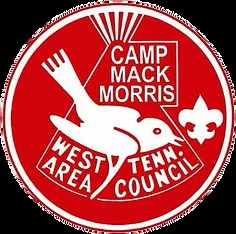 CAMP
MACK
MORRIS
WEST TENN.
AREA COUNCIL